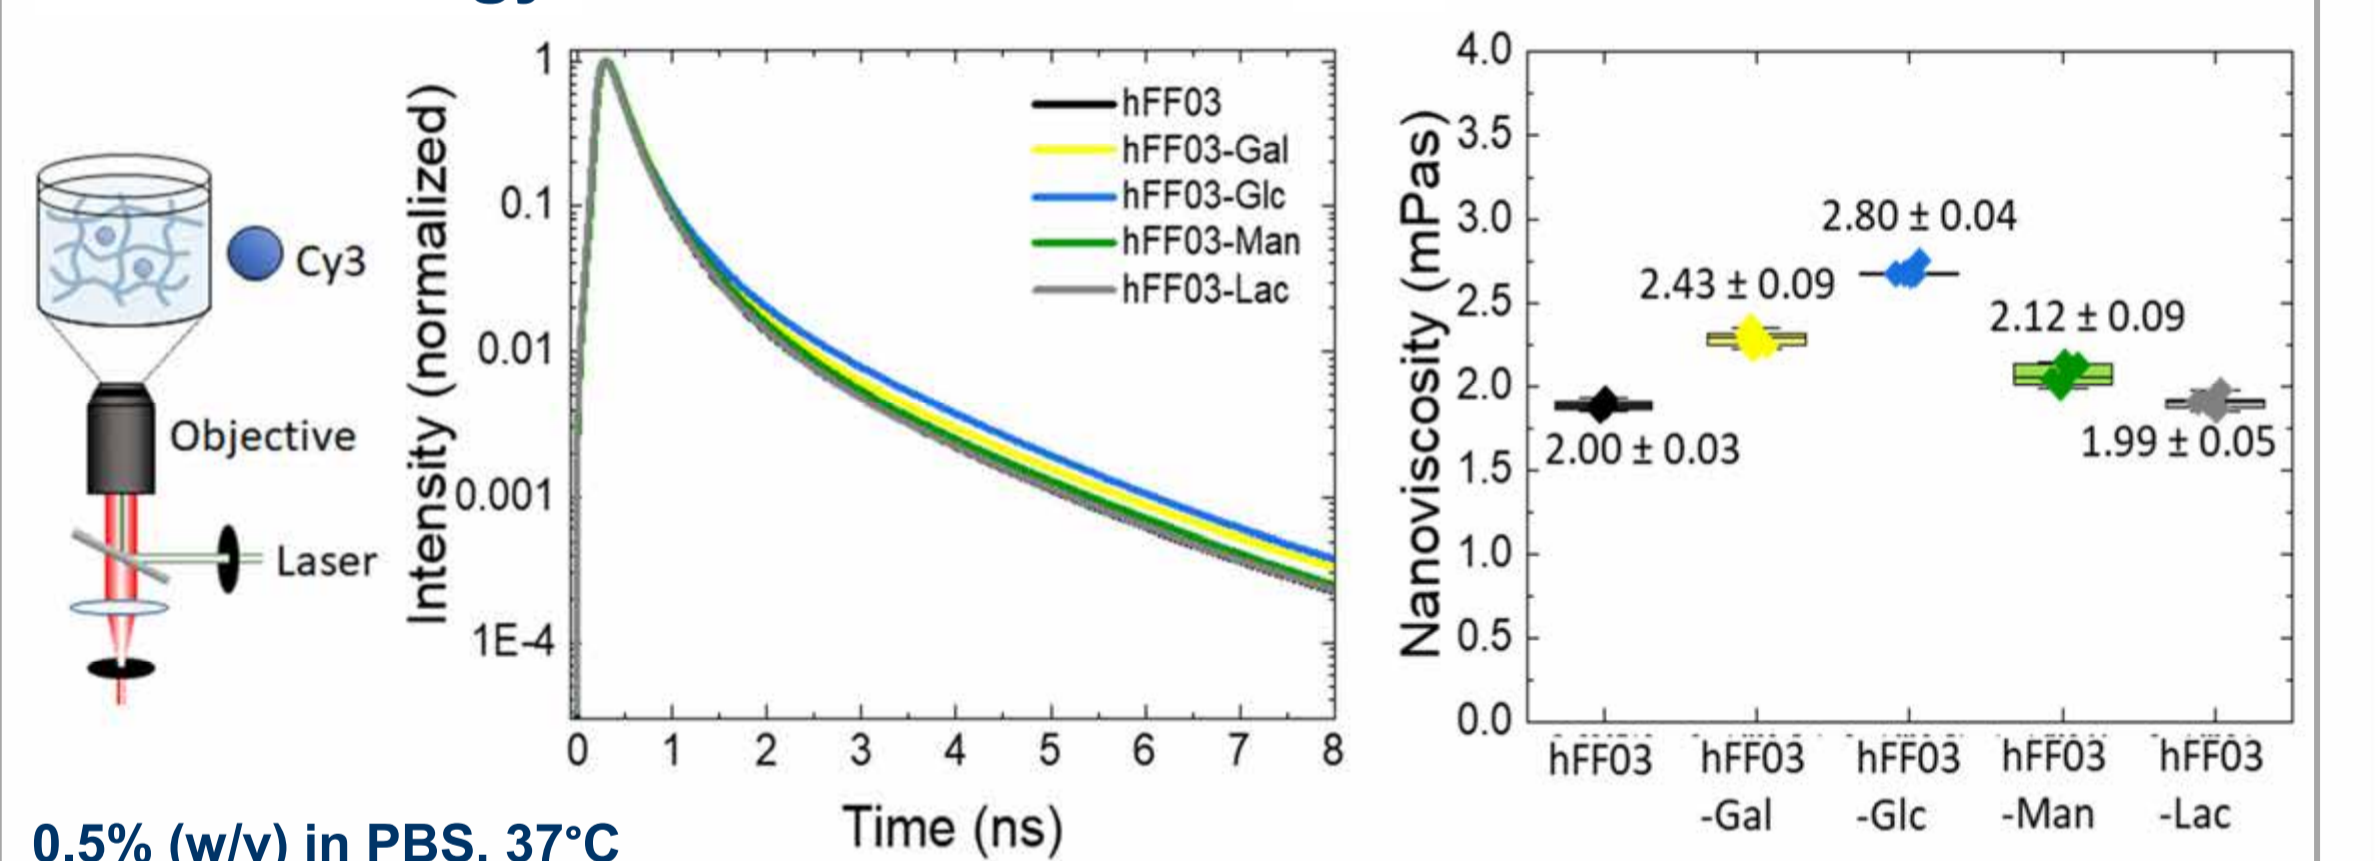 Cy3
Objective
Laser
0.5% (w/v) in PBS, 37°C
Intensity (normalized)
1
0.1
0.01
0.001
1E-4
hFF03
hFF03-Gal
hFF03-Glc
hFF03-Man
hFF03-Lac
0 1 2 3 4 5 6 7 8
Time (ns)
Nanoviscosity (mPas)
4.0
3.5
3.0
2.5
2.0
1.5
1.0
0.5
0.0
2.00 ± 0.03
2.43 ± 0.09
2.80 ± 0.04
2.12 ± 0.09
1.99 ± 0.05
hFF03 hFF03 hFF03 hFF03 hFF03
-Gal -Glc -Man -Lac